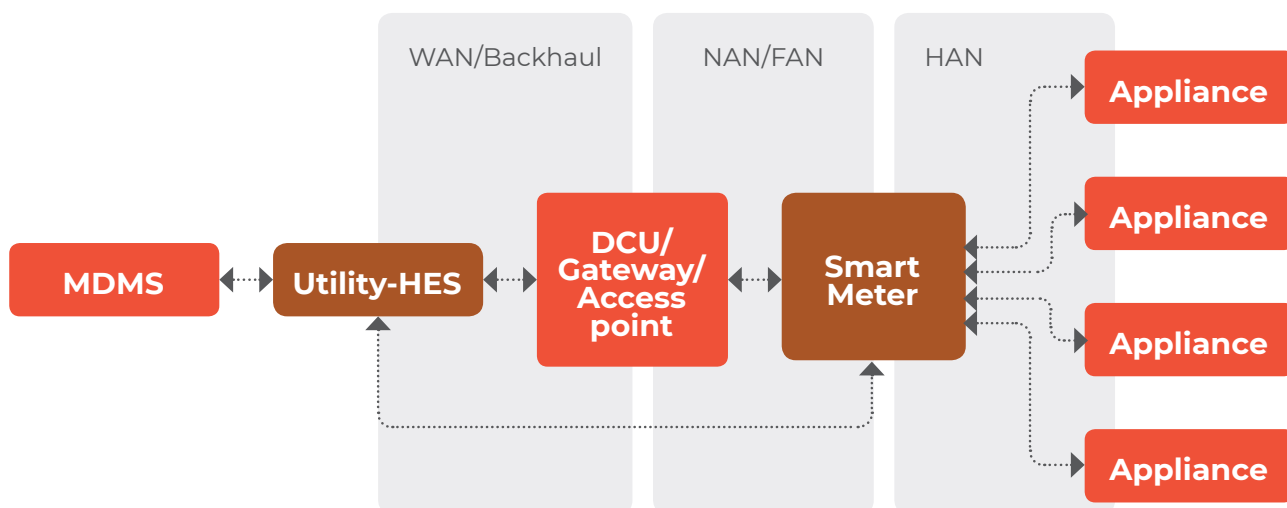 WAN/Backhaul
NAN/FAN
HAN
Appliance
Appliance
MDMS
Utility-HES
DCU/
Gateway/
Access
point
Smart
Meter
Appliance
Appliance